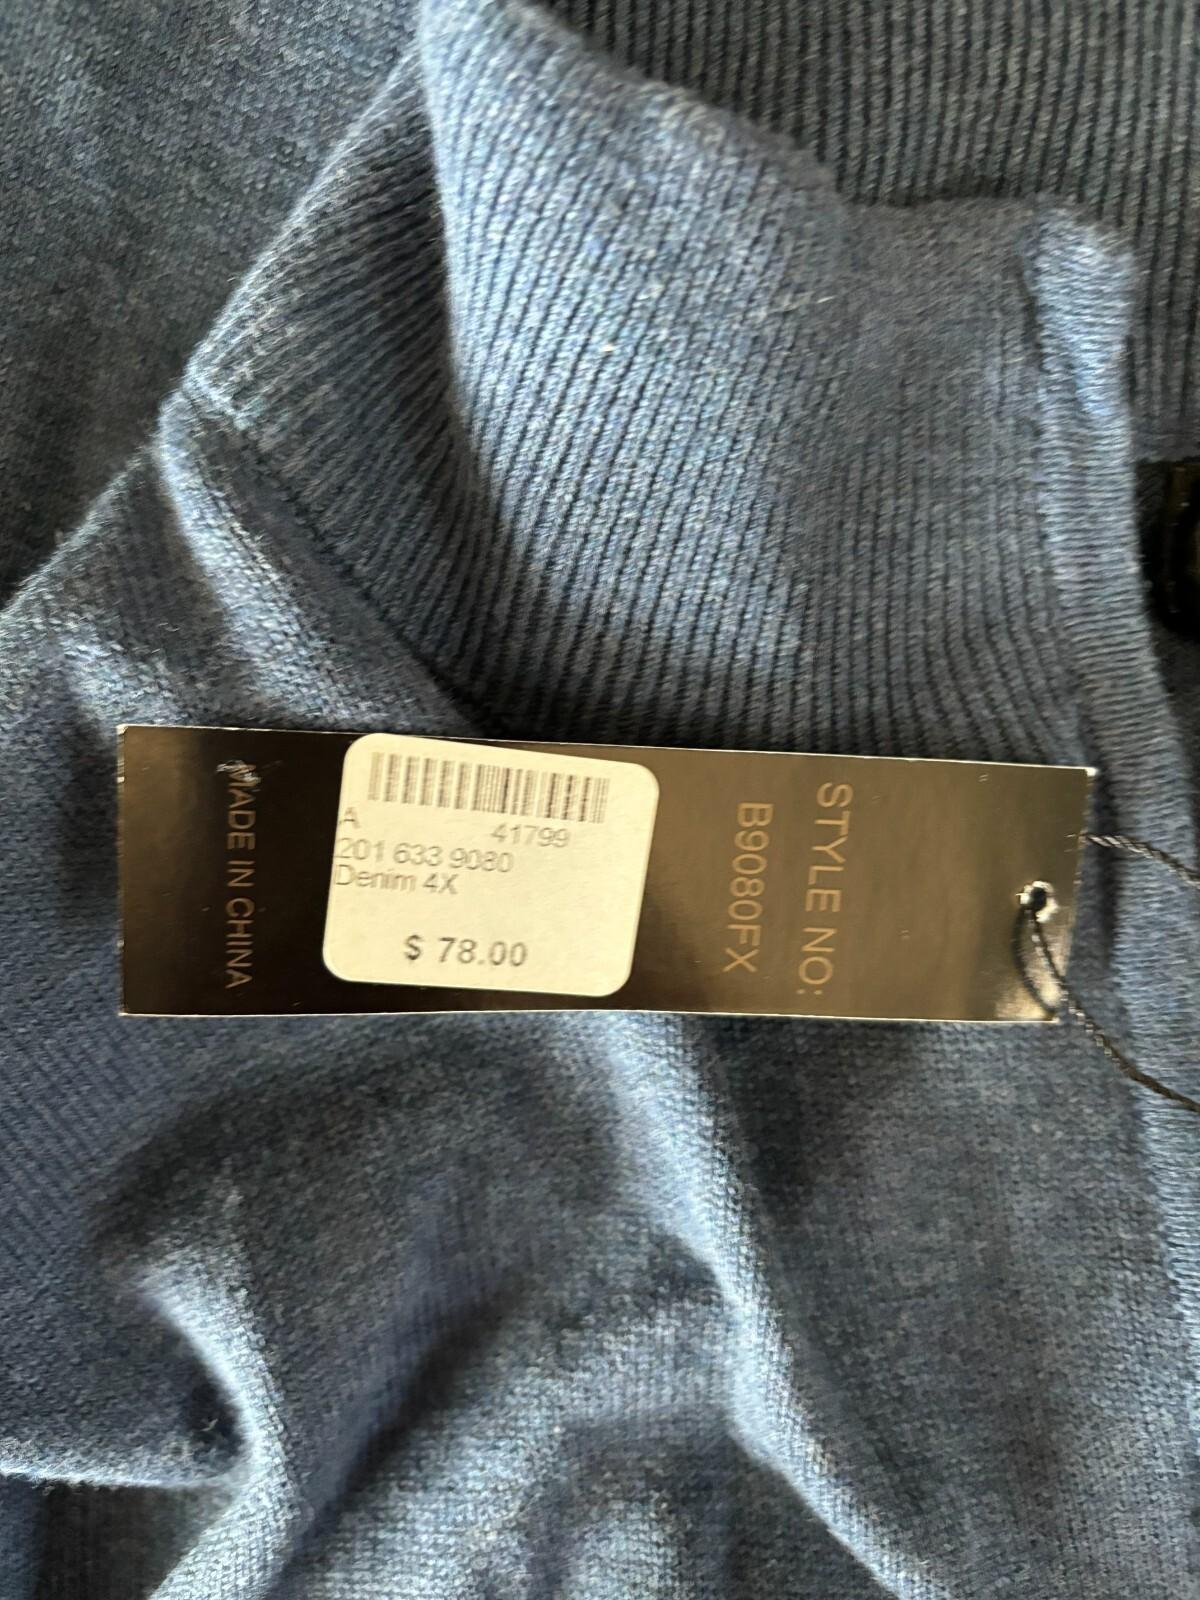 MADE IN CHINA
A
41799
201 633 9080
Denim 4X
$ 78.00
STYLE NO:
B9080FX